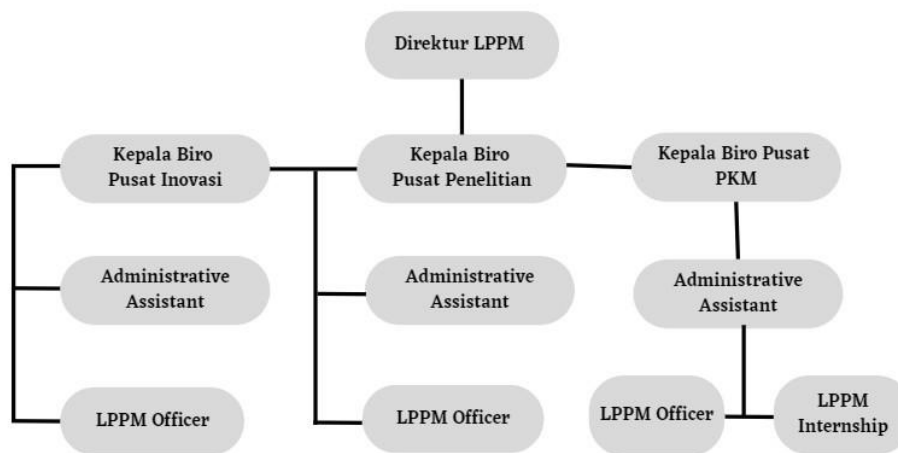 Direktur LPPM
Kepala Biro
Pusat Inovasi
Kepala Biro
Pusat Penelitian
Kepala Biro Pusat
PKM
Administrative
Assistant
Administrative
Assistant
Administrative
Assistant
LPPM Officer
LPPM Officer
LPPM Officer
LPPM
Internship